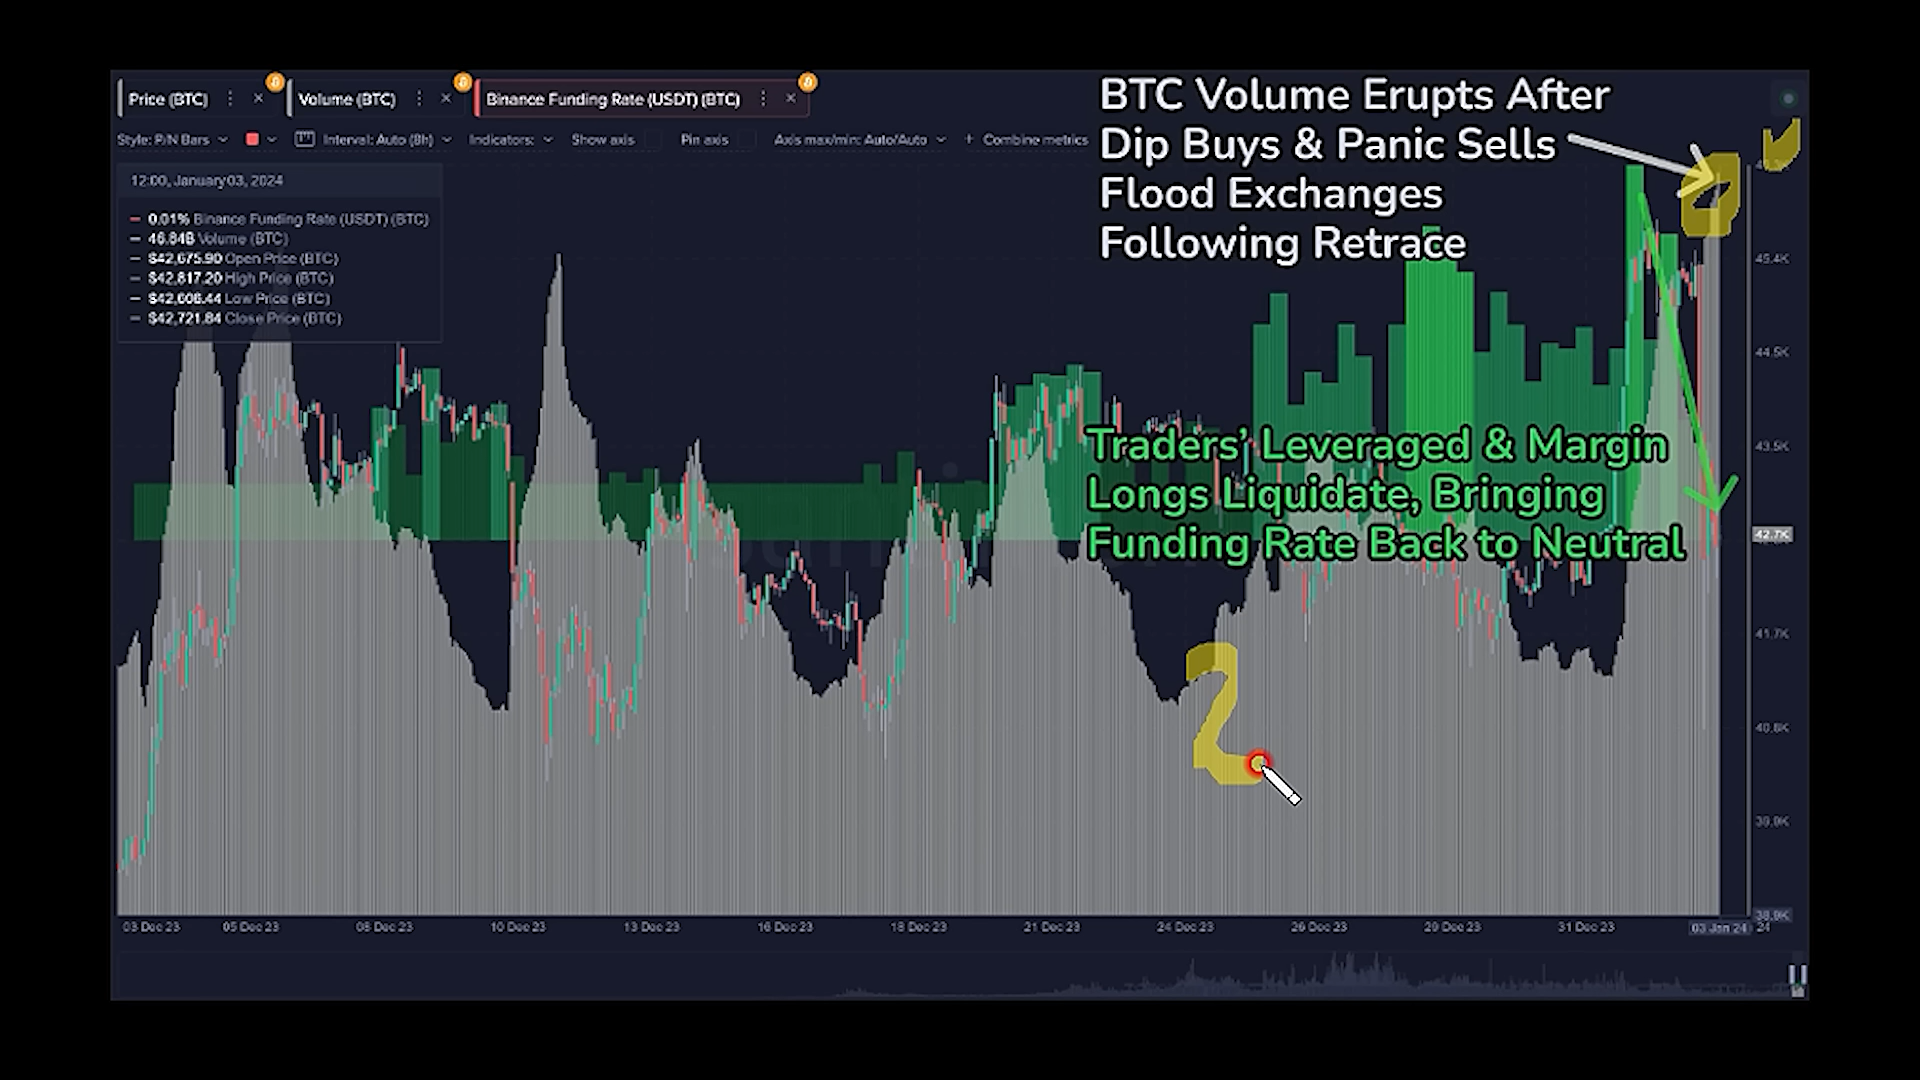 Price (BTC)
Volume (BTC)
Binance Funding Rate (USDT) (BTC)
Style: P/N Bars
Interval: Auto (8h)
Indicators:
Show axis
Pin axis
Axis max/min: Auto/Auto
+ Combine metrics
12:00, January 03, 2024
0.01% Binance Funding Rate (USDT) (BTC)
46.84B Volume (BTC)
$42,675.90 Open Price (BTC)
$42,817.20 High Price (BTC)
$42,606.44 Low Price (BTC)
$42,721.84 Close Price (BTC)
BTC Volume Erupts After
Dip Buys & Panic Sells
Flood Exchanges
Following Retrace
Traders’ Leveraged & Margin
Longs Liquidate, Bringing
Funding Rate Back to Neutral
2
45.4K
44.5K
43.5K
42.7K
41.7K
40.8K
39.9K
38.9K
03 Dec 23
05 Dec 23
08 Dec 23
10 Dec 23
13 Dec 23
16 Dec 23
18 Dec 23
21 Dec 23
24 Dec 23
26 Dec 23
29 Dec 23
31 Dec 23
03 Jan 24
24